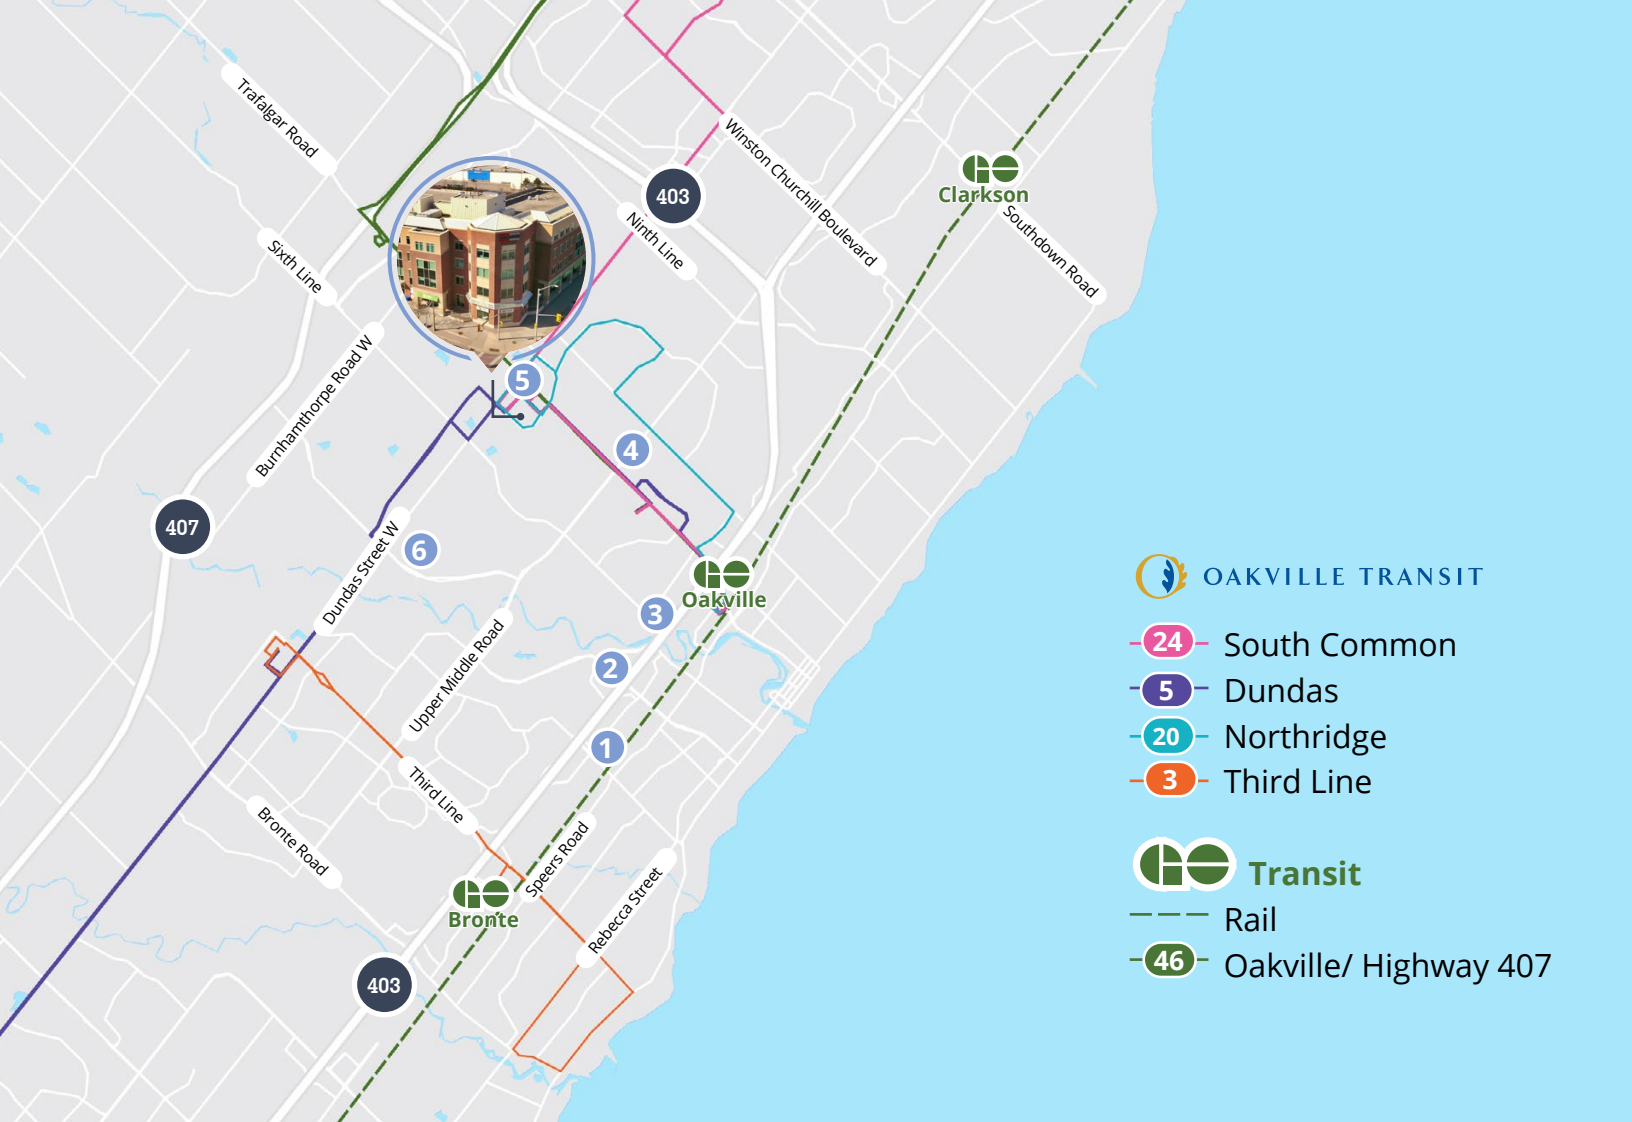 Trafalgar Road
Winston Churchill Boulevard
403
Clarkson
Southdown Road
Ninth Line
Sixth Line
Burnhamthorpe Road W
5
4
407
Dundas Street W
6
Oakville
3
2
Upper Middle Road
1
Third Line
Bronte Road
Speers Road
Rebecca Street
Bronte
403
OAKVILLE TRANSIT
24 South Common
5 Dundas
20 Northridge
3 Third Line
GO Transit
Rail
46 Oakville/ Highway 407